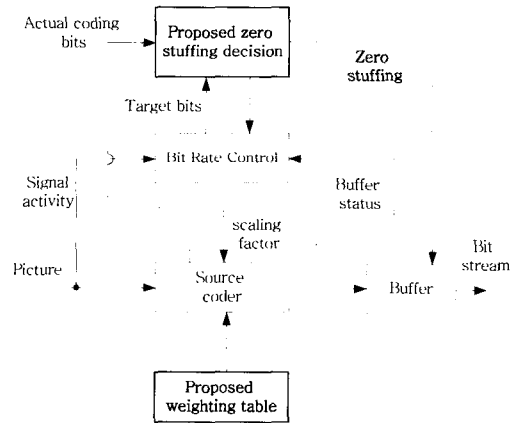 Actual coding
bits
Proposed zero
stuffing decision
Zero
stuffing
Target bits
Bit Rate Control
Signal
activity
Buffer
status
scaling
factor
Picture
Source
coder
Buffer
Bit
stream
Proposed
weighting table